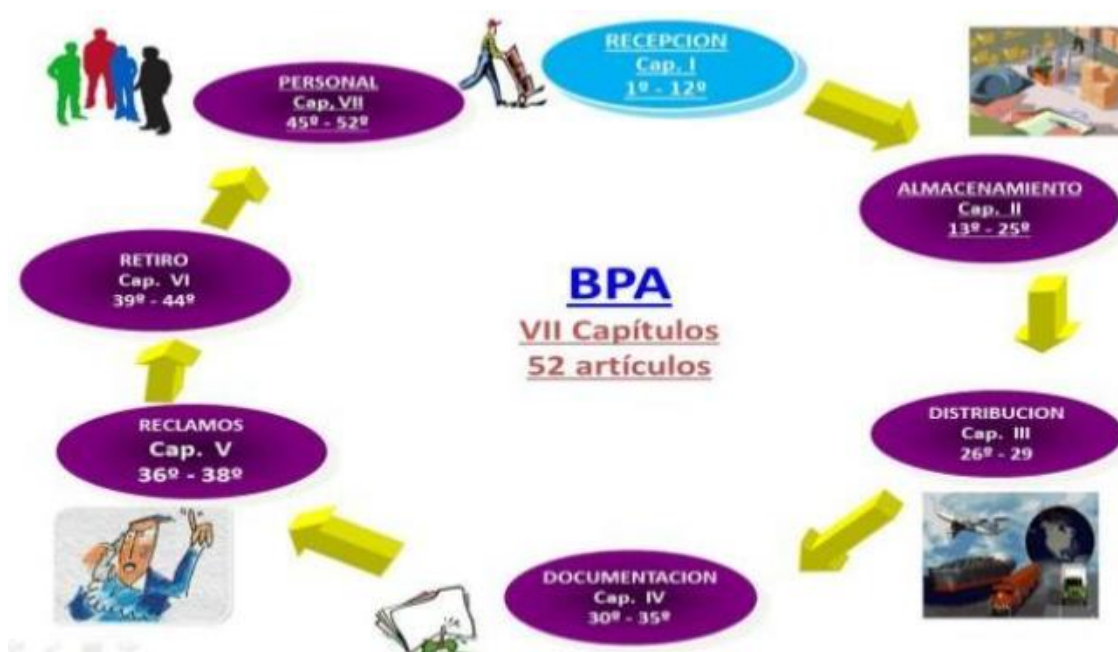 RECEPCION
Cap. I
1º - 12º
ALMACENAMIENTO
Cap. II
13º - 25º
DISTRIBUCION
Cap. III
26º - 29
DOCUMENTACION
Cap. IV
30º - 35º
RECLAMOS
Cap. V
36º - 38º
RETIRO
Cap. VI
39º - 44º
PERSONAL
Cap, VII
45º - 52º
BPA
VII Capítulos
52 artículos